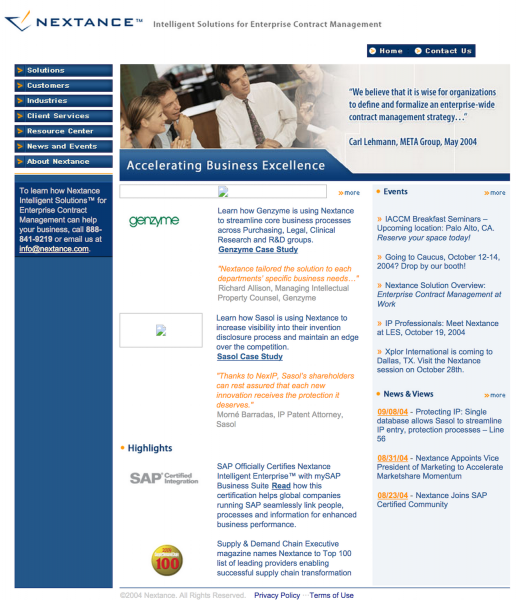 NEXTANCE™ Intelligent Solutions for Enterprise Contract Management
Home
Contact Us
Solutions
Customers
Industries
Client Services
Resource Center
News and Events
About Nextance
To learn how Nextance
Intelligent Solutions™ for
Enterprise Contract
Management can help
your business, call 888-
841-9219 or email us at
info@nextance.com.
"We believe that it is wise for organizations
to define and formalize an enterprise-wide
contract management strategy…"
Carl Lehmann, META Group, May 2004
Accelerating Business Excellence
»more
genzyme
Learn how Genzyme is using Nextance
to streamline core business processes
across Purchasing, Legal, Clinical
Research and R&D groups.
Genzyme Case Study
"Nextance tailored the solution to each
departments' specific business needs…"
Richard Allison, Managing Intellectual
Property Counsel, Genzyme
Learn how Sasol is using Nextance to
increase visibility into their invention
disclosure process and maintain an edge
over the competition.
Sasol Case Study
"Thanks to NexIP, Sasol's shareholders
can rest assured that each new
innovation receives the protection it
deserves."
Morné Barradas, IP Patent Attorney,
Sasol
Highlights
SAP Certified
Integration
SAP Officially Certifies Nextance
Intelligent Enterprise™ with mySAP
Business Suite Read how this
certification helps global companies
running SAP seamlessly link people,
processes and information for enhanced
business performance.
100
Supply & Demand Chain Executive
magazine names Nextance to Top 100
list of leading providers enabling
successful supply chain transformation
Events
»more
» IACCM Breakfast Seminars –
Upcoming location: Palo Alto, CA.
Reserve your space today!
» Going to Caucus, October 12-14,
2004? Drop by our booth!
» Nextance Solution Overview:
Enterprise Contract Management at
Work
» IP Professionals: Meet Nextance
at LES, October 19, 2004
» Xplor International is coming to
Dallas, TX. Visit the Nextance
session on October 28th.
News & Views
»more
09/08/04 - Protecting IP: Single
database allows Sasol to streamline
IP entry, protection processes – Line
56
08/31/04 - Nextance Appoints Vice
President of Marketing to Accelerate
Marketshare Momentum
08/23/04 - Nextance Joins SAP
Certified Community
©2004 Nextance. All Rights Reserved. Privacy Policy Terms of Use